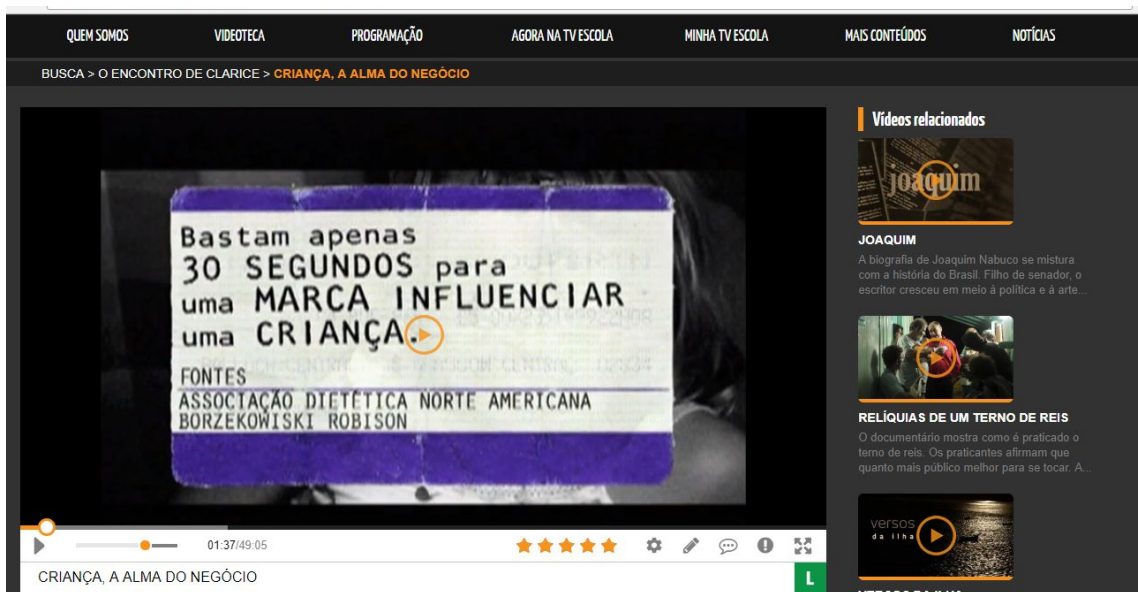 QUEM SOMOS
VIDEOTECA
PROGRAMAÇÃO
AGORA NA TV ESCOLA
MINHA TV ESCOLA
MAIS CONTEÚDOS
NOTÍCIAS
BUSCA > O ENCONTRO DE CLARICE > CRIANÇA, A ALMA DO NEGÓCIO
Bastam apenas
30 SEGUNDOS para
uma MARCA INFLUENCIAR
uma CRIANÇA.
FONTES
ASSOCIAÇÃO DIETÉTICA NORTE AMERICANA
BORZEKOWISKI ROBISON
01:37/49:05
CRIANÇA, A ALMA DO NEGÓCIO
L
Vídeos relacionados
joaquim
JOAQUIM
A biografia de Joaquim Nabuco se mistura
com a história do Brasil. Filho de senador, o
escritor cresceu em meio à política e à arte...
RELÍQUIAS DE UM TERNO DE REIS
O documentário mostra como é praticado o
terno de reis. Os praticantes afirmam que
quanto mais público melhor para se tocar. A...
versos
da ilha